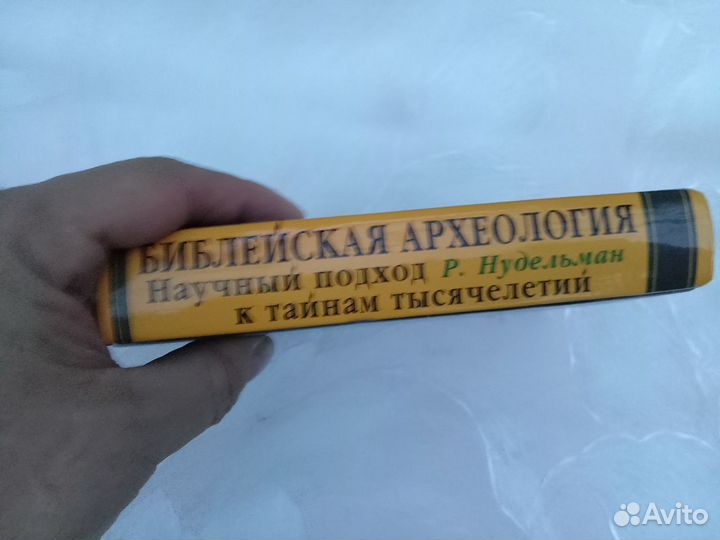 БИБЛЕЙСКАЯ АРХЕОЛОГИЯ
Научный подход Р. Нудельман
к тайнам тысячелетий
Avito